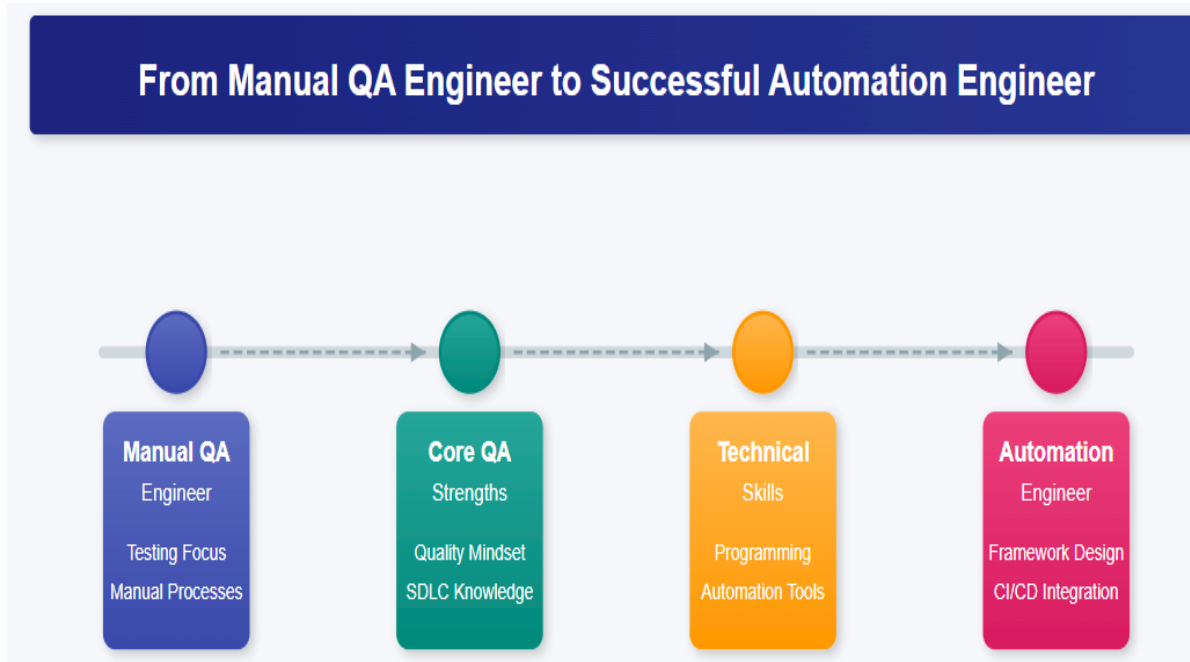 From Manual QA Engineer to Successful Automation Engineer
Manual QA
Engineer
Testing Focus
Manual Processes
Core QA
Strengths
Quality Mindset
SDLC Knowledge
Technical
Skills
Programming
Automation Tools
Automation
Engineer
Framework Design
CI/CD Integration